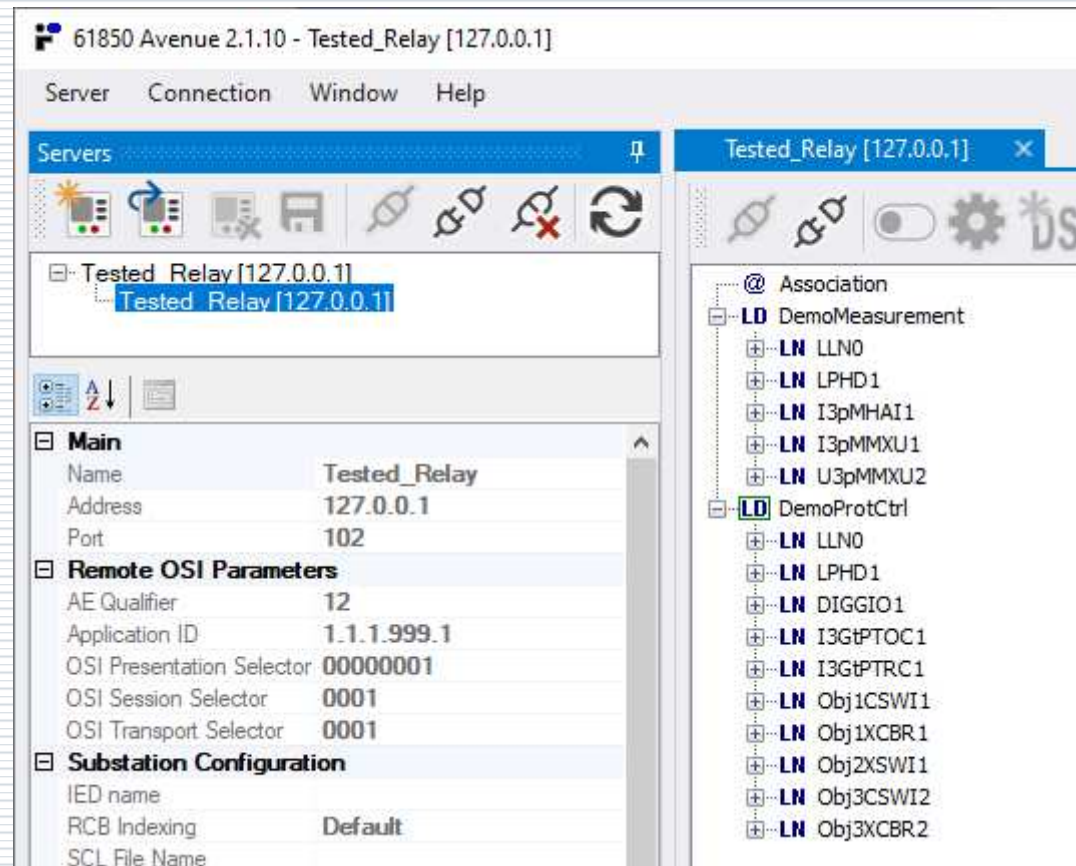 61850 Avenue 2.1.10 - Tested_Relay [127.0.0.1]
Server Connection Window Help
Servers
Tested_Relay [127.0.0.1]
Tested_Relay [127.0.0.1]
Main
Name Tested_Relay
Address 127.0.0.1
Port 102
Remote OSI Parameters
AE Qualifier 12
Application ID 1.1.1.999.1
OSI Presentation Selector 00000001
OSI Session Selector 0001
OSI Transport Selector 0001
Substation Configuration
IED name
RCB Indexing Default
SCL File Name
Tested_Relay [127.0.0.1]
DS
@ Association
LD DemoMeasurement
LN LLN0
LN LPHD1
LN I3pMHAI1
LN I3pMMXU1
LN U3pMMXU2
LD DemoProtCtrl
LN LLN0
LN LPHD1
LN DIGGIO1
LN I3GtPTOC1
LN I3GtPTRC1
LN Obj1CSWI1
LN Obj1XCBR1
LN Obj2XSWI1
LN Obj3CSWI2
LN Obj3XCBR2